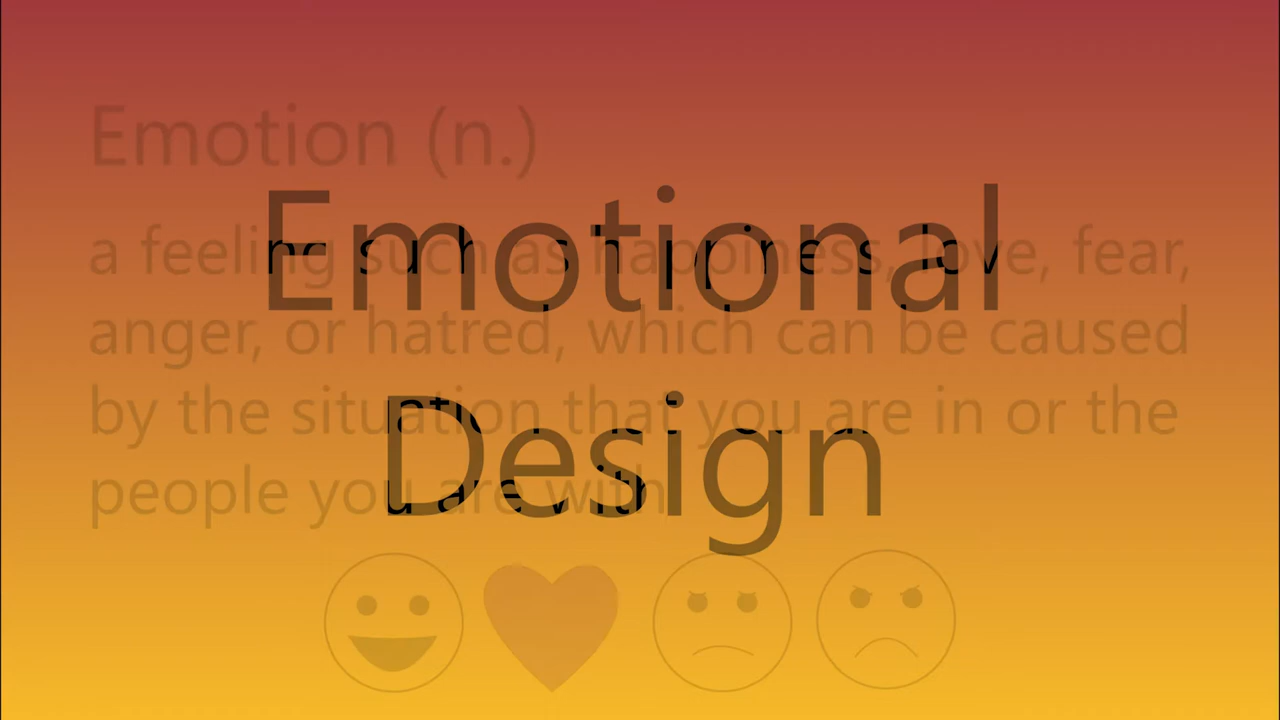 Emotion (n.)
Emotional
a feeling such as happiness, love, fear,
anger, or hatred, which can be caused
by the situation that you are in or the
Design
people you are with